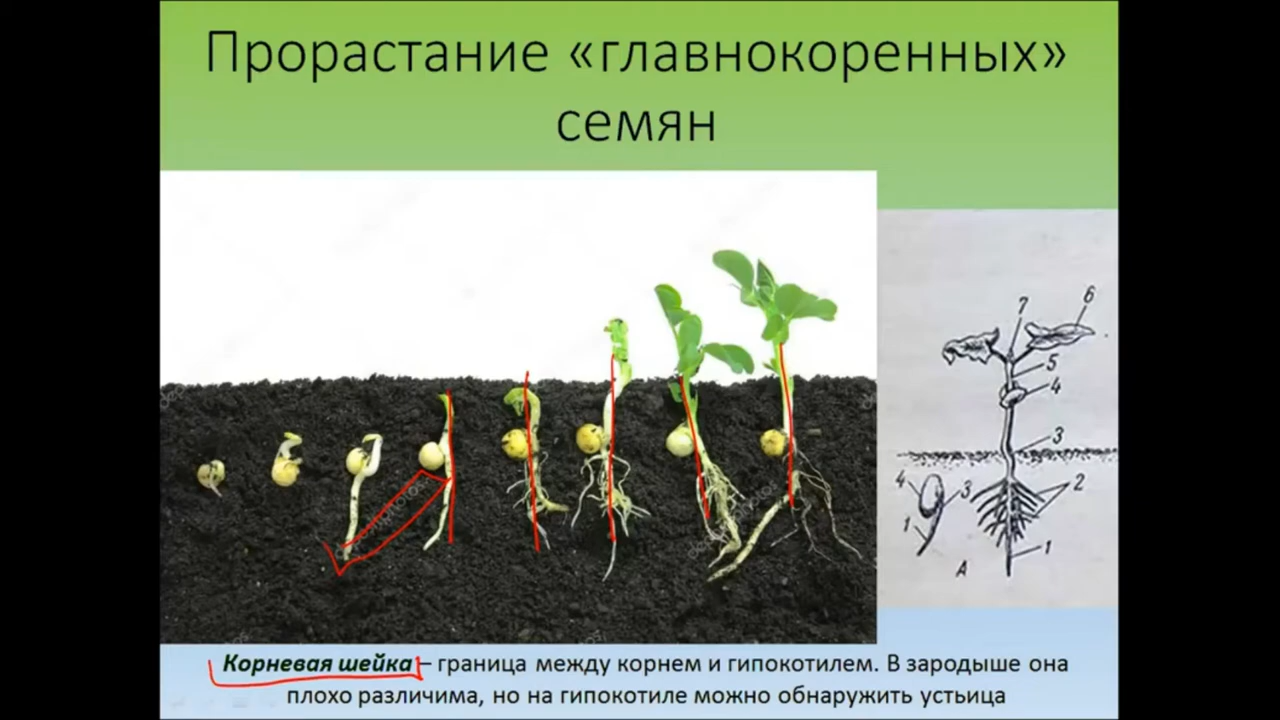 Прорастание «главнокоренных»
семян
7
6
5
4
3
4
3
2
1
1
А
Корневая шейка – граница между корнем и гипокотилем. В зародыше она
плохо различима, но на гипокотиле можно обнаружить устьица